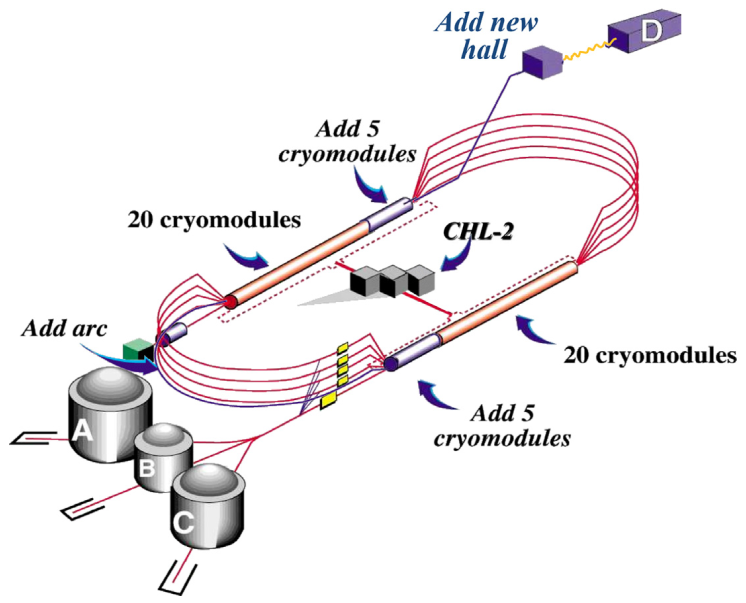 Add new
hall
D
Add 5
cryomodules
20 cryomodules
CHL-2
Add arc
20 cryomodules
Add 5
cryomodules
A
B
C